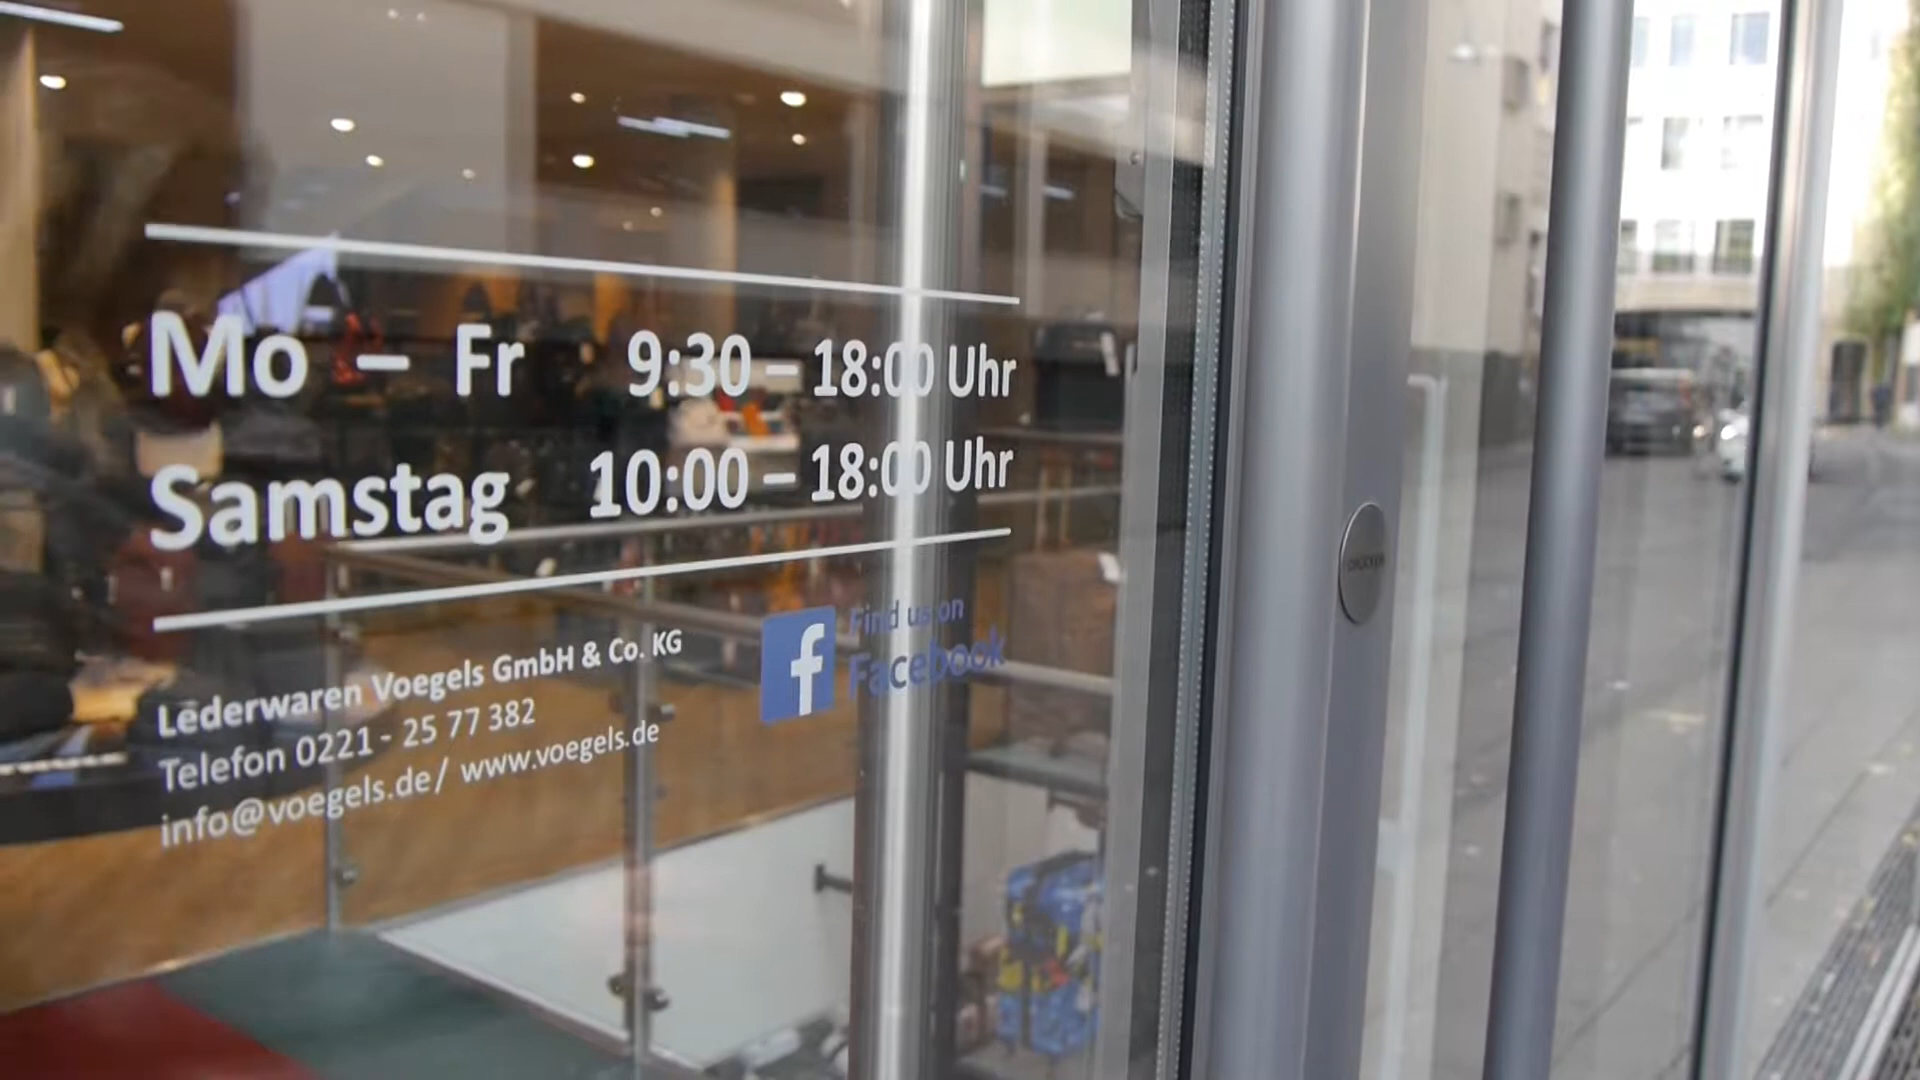 Mo – Fr 9:30 – 18:00 Uhr
Samstag 10:00 – 18:00 Uhr
Lederwaren Voegels GmbH & Co. KG
Telefon 0221 - 25 77 382
info@voegels.de / www.voegels.de
f Find us on
Facebook
DRÜCKEN